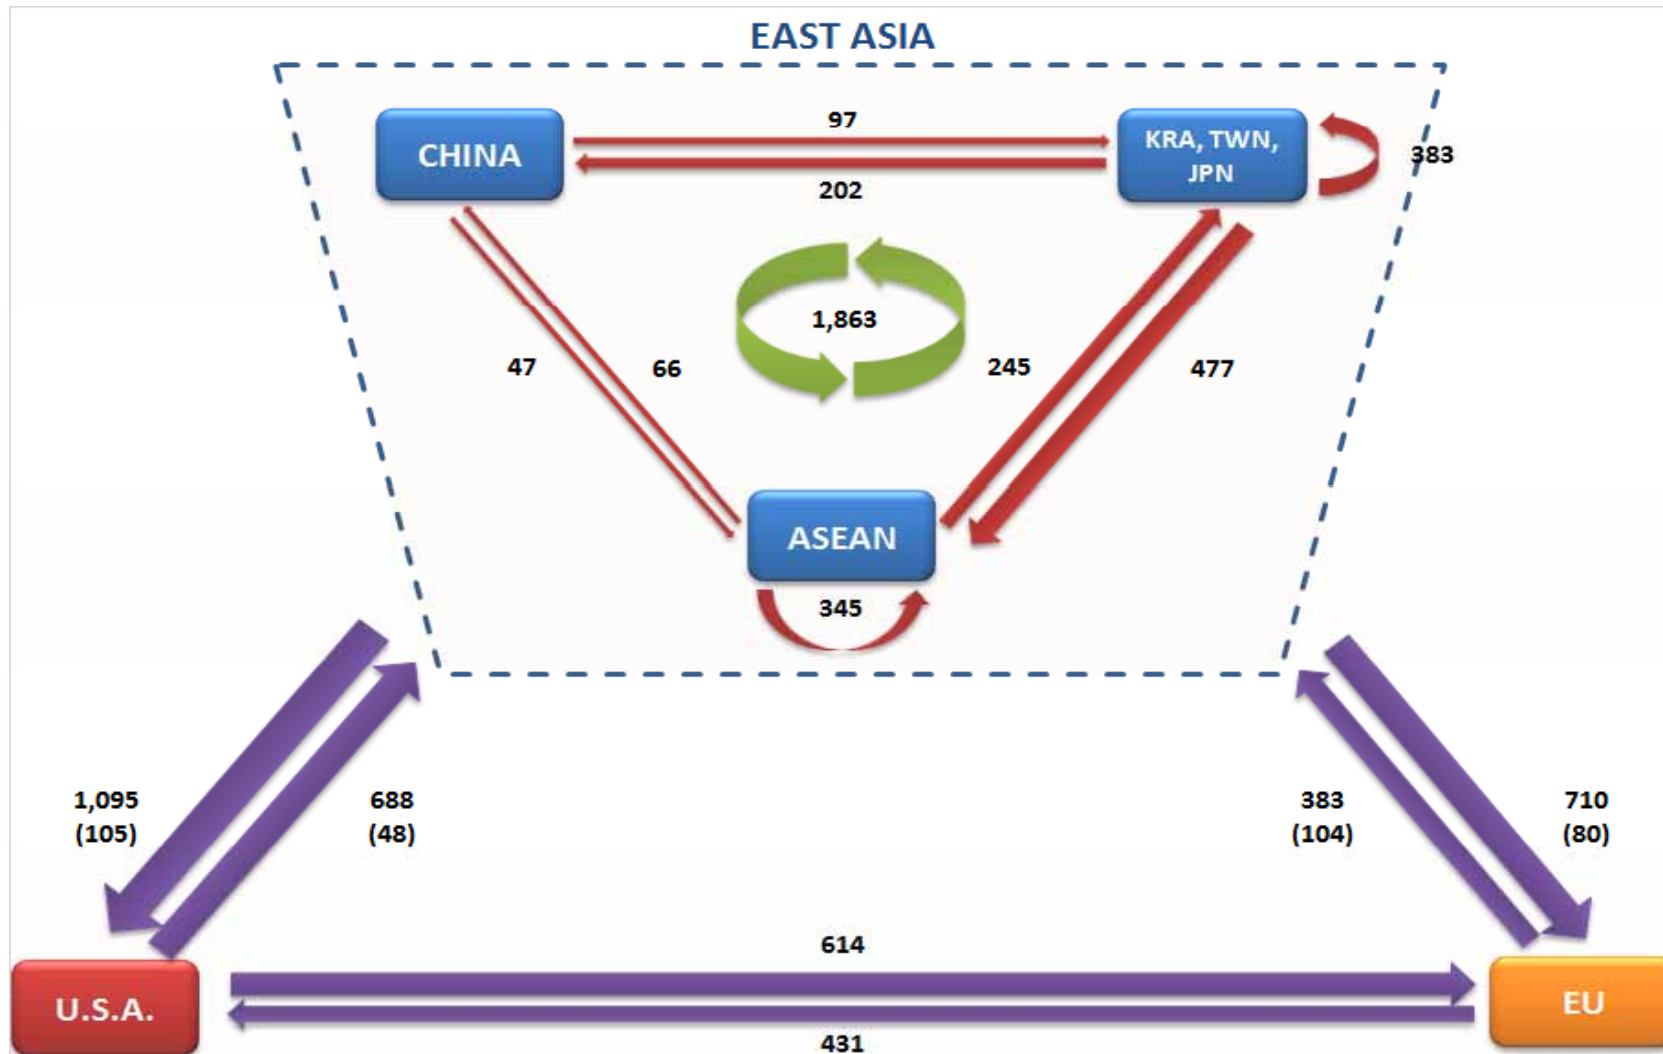 EAST ASIA
97
CHINA
KRA, TWN,
JPN
383
202
1,863
47
66
245
477
ASEAN
345
1,095
(105)
688
(48)
383
(104)
710
(80)
614
U.S.A.
EU
431